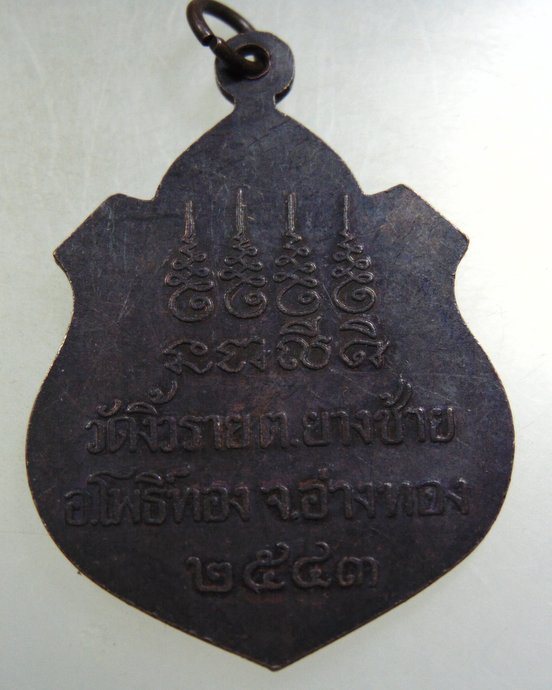 วัดงิ้วราย ต.ยางช้าย
อ.โพธิ์ทอง จ.อ่างทอง
๒๕๔๓